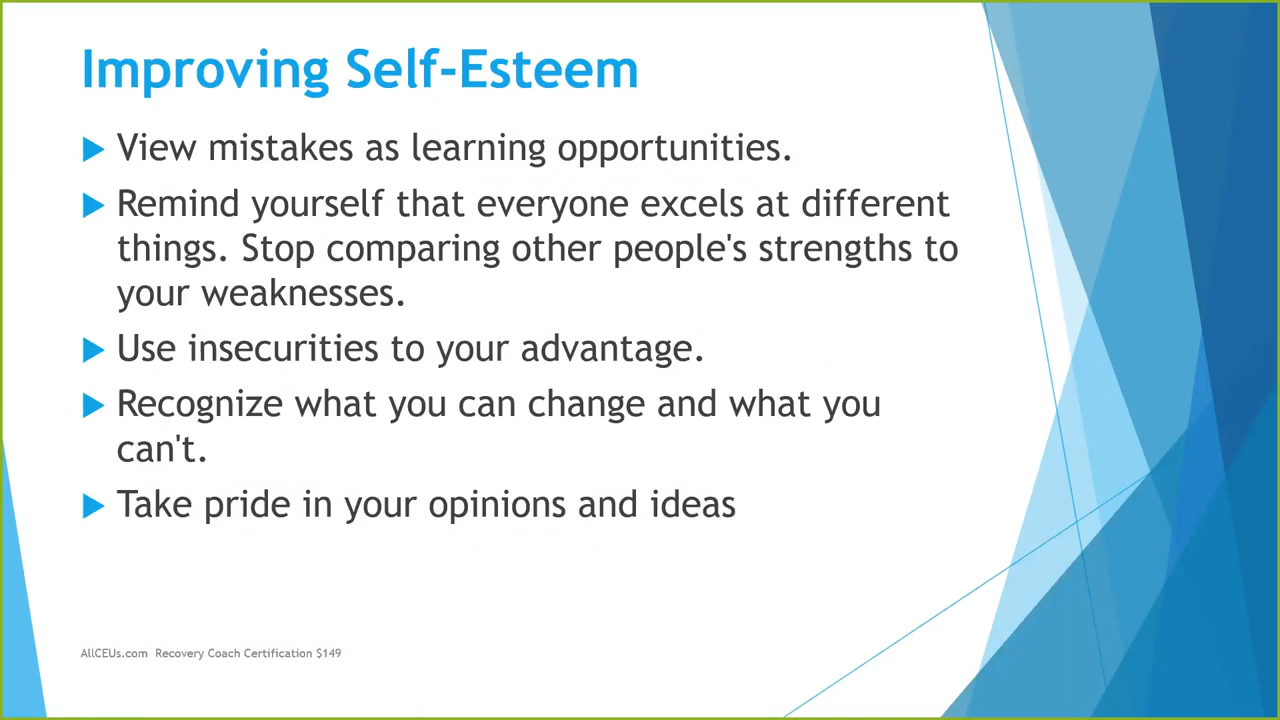 Improving Self-Esteem
View mistakes as learning opportunities.
Remind yourself that everyone excels at different
things. Stop comparing other people's strengths to
your weaknesses.
Use insecurities to your advantage.
Recognize what you can change and what you
can't.
Take pride in your opinions and ideas
AllCEUs.com Recovery Coach Certification $149